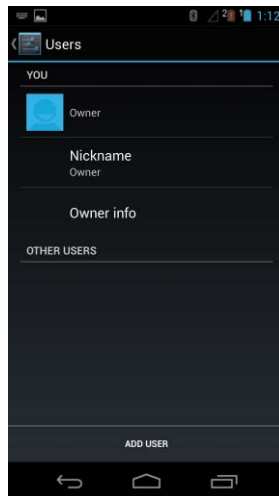 1:12
Users
YOU
Owner
Nickname
Owner
Owner info
OTHER USERS
ADD USER